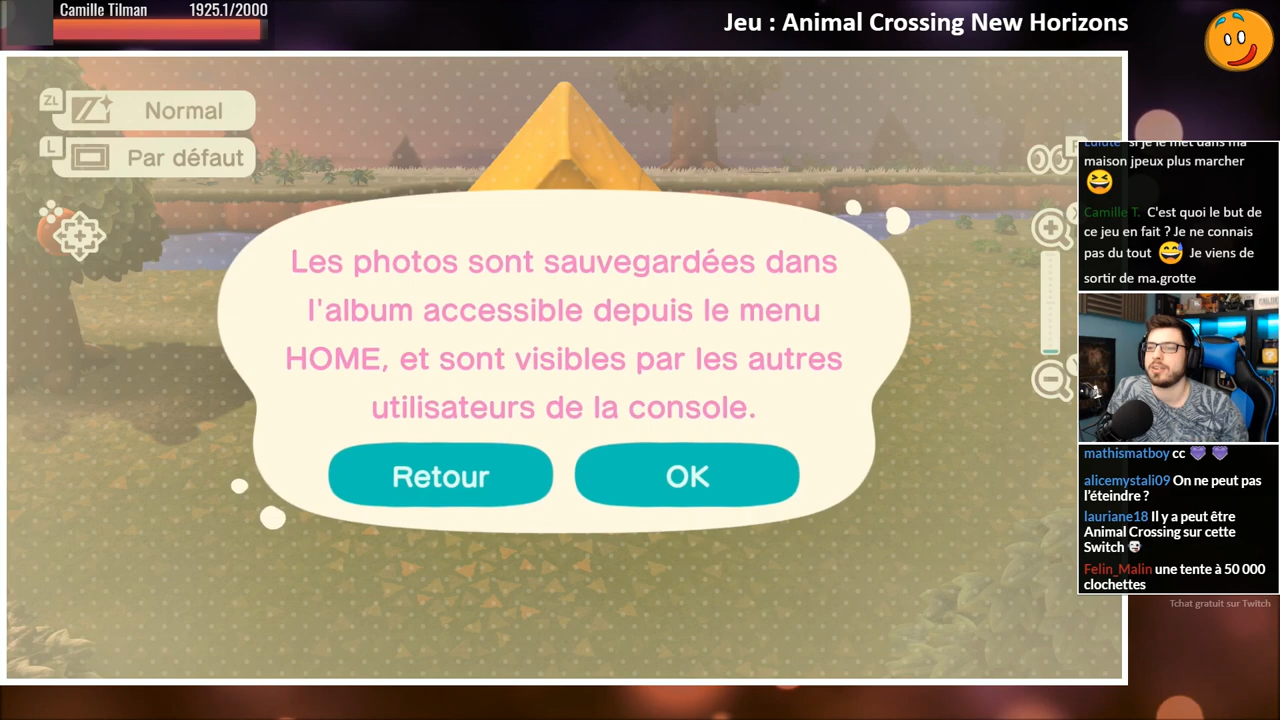 Camille Tilman 1925.1/2000
Jeu : Animal Crossing New Horizons
ZL Normal
L Par défaut
Les photos sont sauvegardées dans
l'album accessible depuis le menu
HOME, et sont visibles par les autres
utilisateurs de la console.
Retour OK
Lulute si je le met dans ma
maison jpeux plus marcher
Camille T. C'est quoi le but de
ce jeu en fait ? Je ne connais
pas du tout Je viens de
sortir de ma.grotte
mathismatboy cc
alicemystali09 On ne peut pas
l'éteindre ?
lauriane18 Il y a peut être
Animal Crossing sur cette
Switch
Felin_Malin une tente à 50 000
clochettes
Tchat gratuit sur Twitch